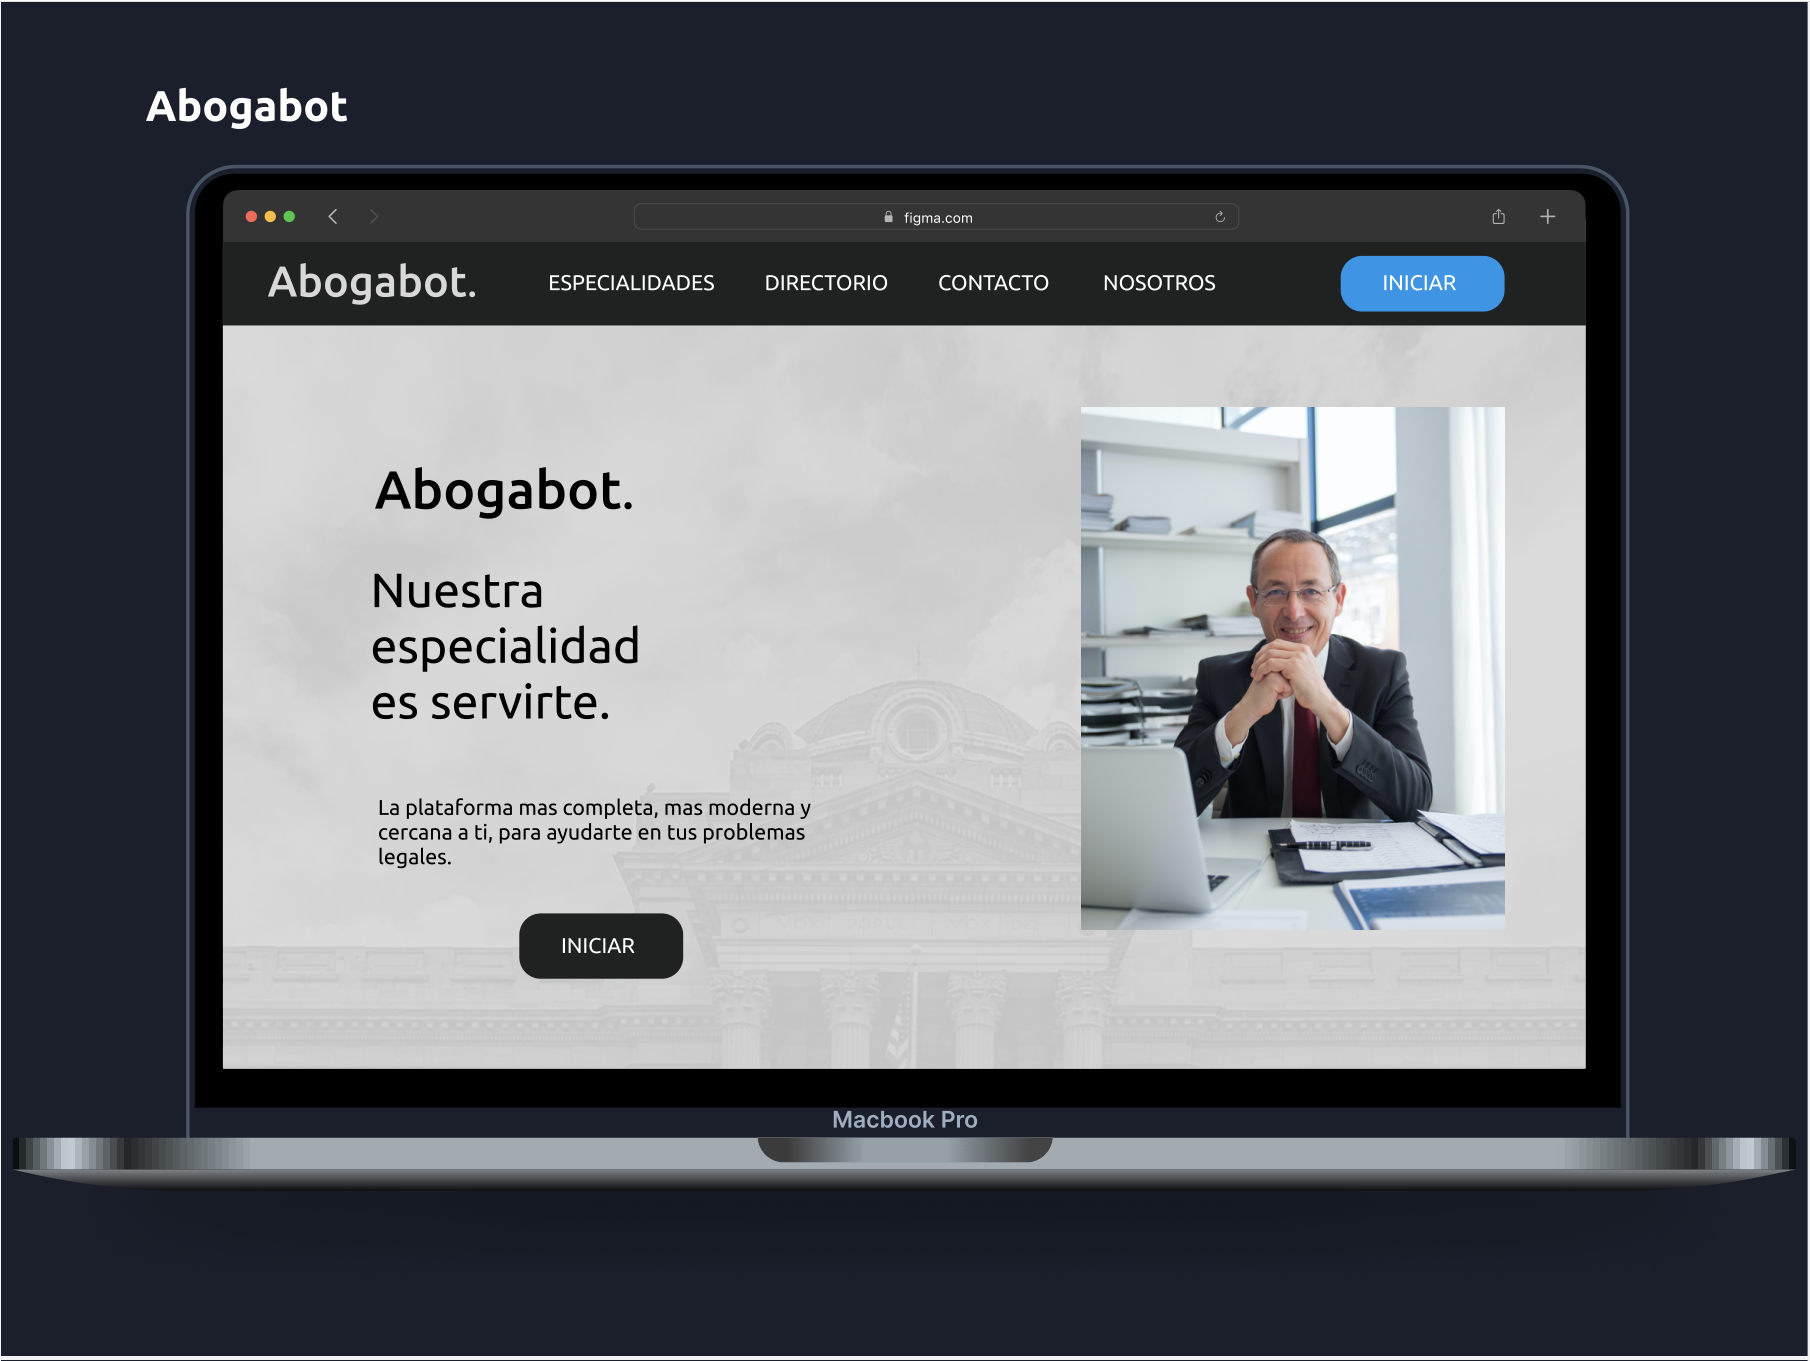 Abogabot
figma.com
Abogabot.
ESPECIALIDADES
DIRECTORIO
CONTACTO
NOSOTROS
INICIAR
Abogabot.
Nuestra
especialidad
es servirte.
La plataforma mas completa, mas moderna y
cercana a ti, para ayudarte en tus problemas
legales.
INICIAR
Macbook Pro